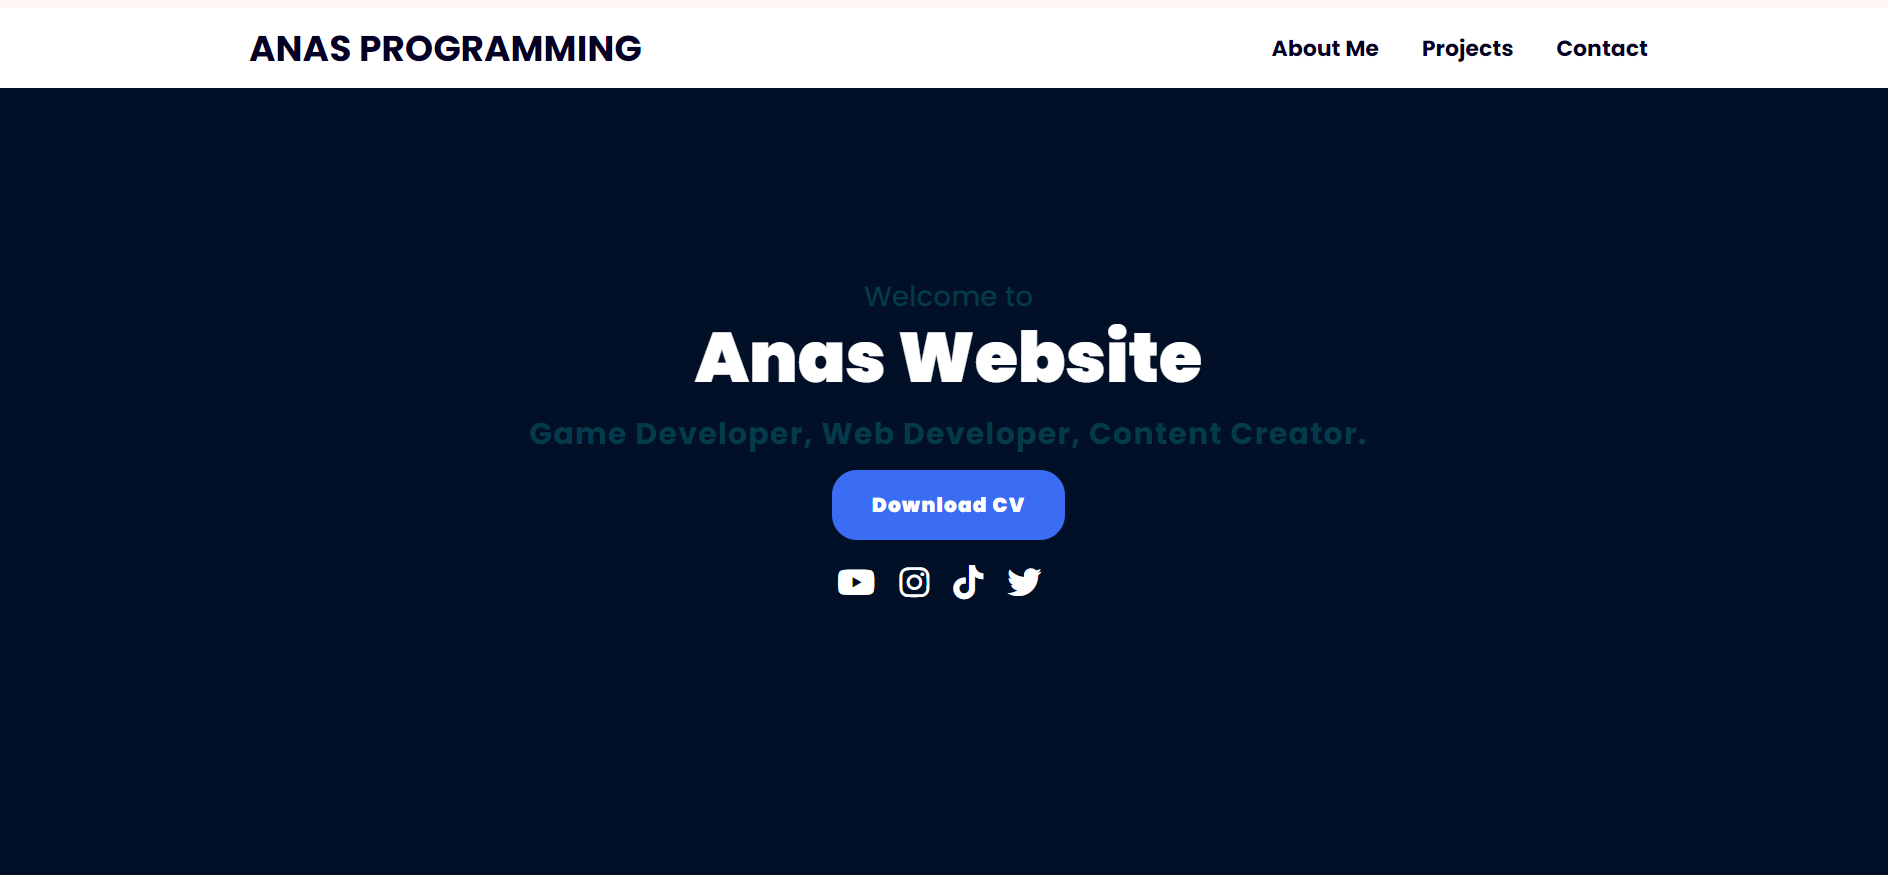 ANAS PROGRAMMING
About Me Projects Contact
Welcome to
Anas Website
Game Developer, Web Developer, Content Creator.
Download CV